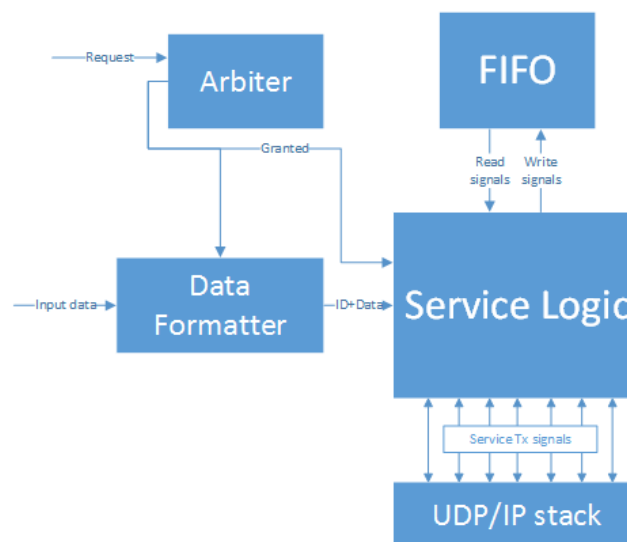 Request
Arbiter
FIFO
Granted
Read
signals
Write
signals
Input data
Data
Formatter
ID+Data
Service Logic
Service Tx signals
UDP/IP stack